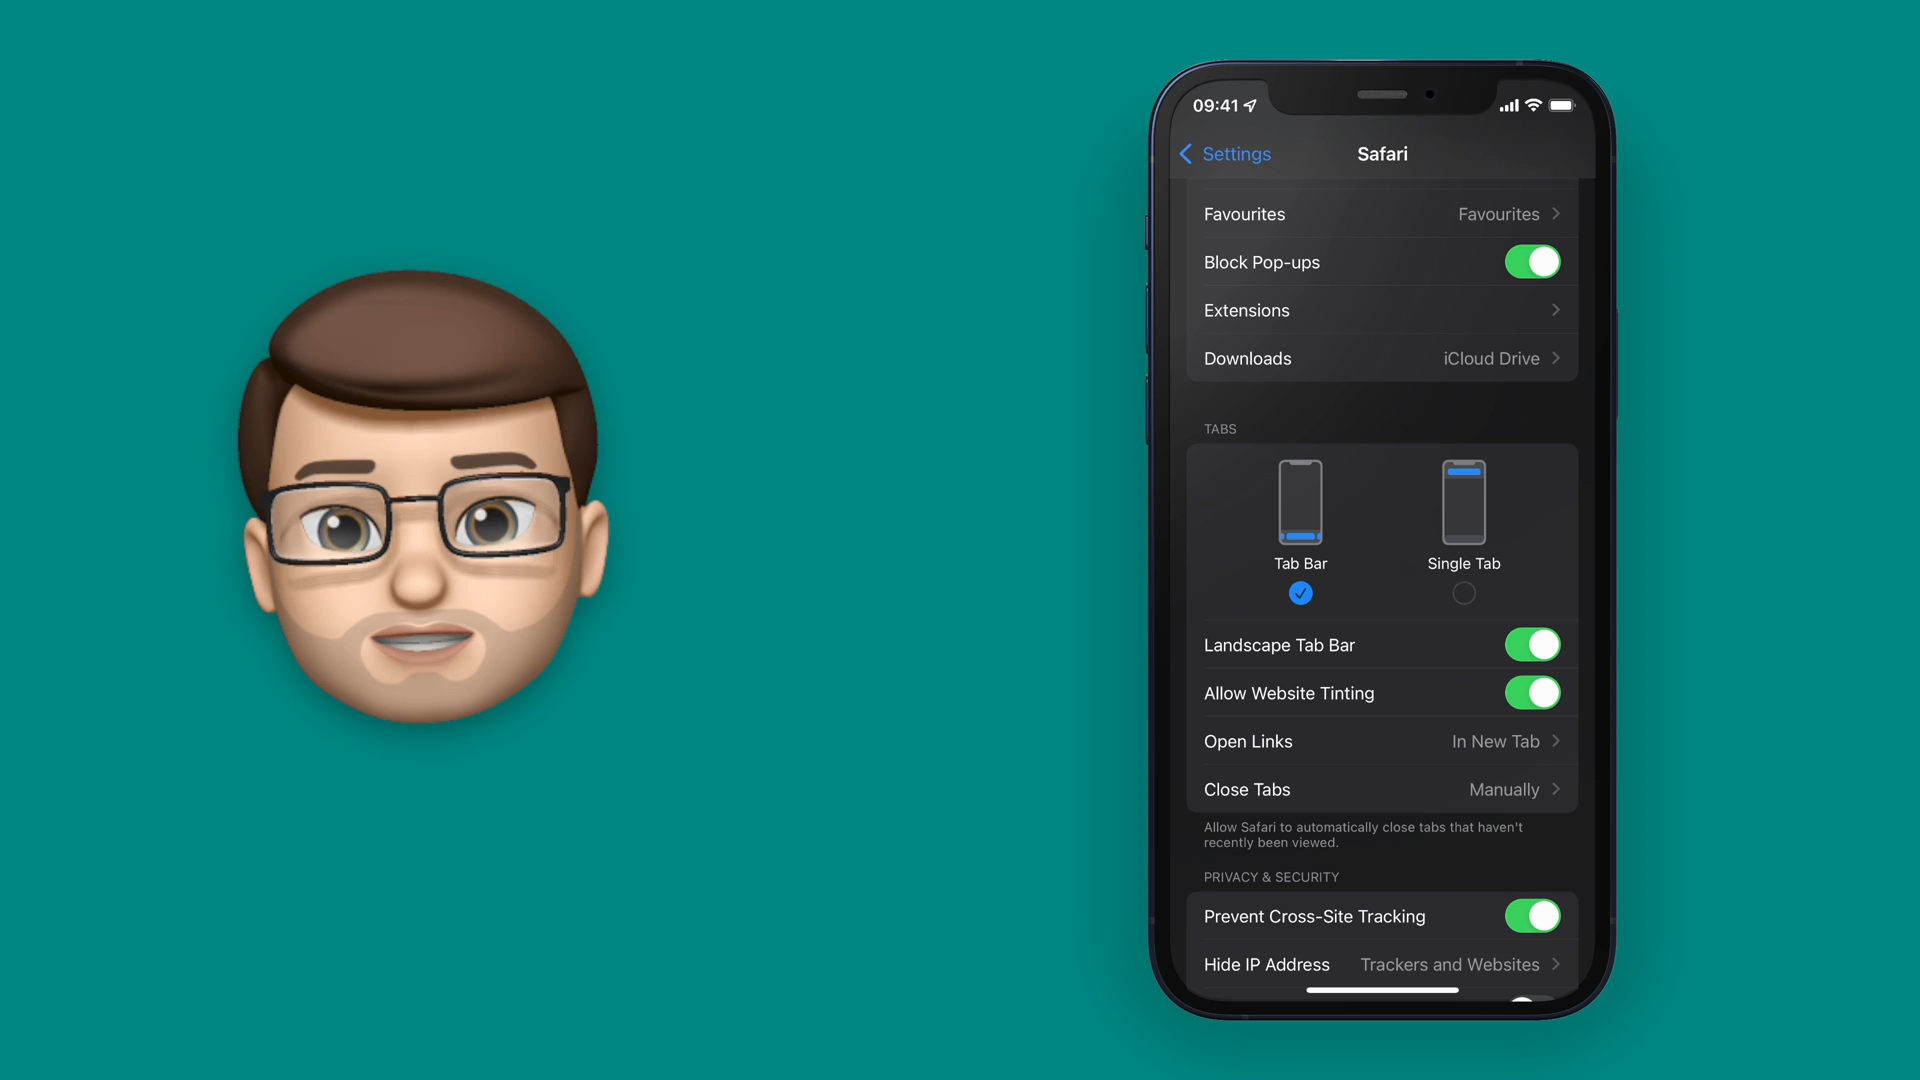 09:41
Settings
Safari
Favourites Favourites
Block Pop-ups
Extensions
Downloads iCloud Drive
TABS
Tab Bar Single Tab
Landscape Tab Bar
Allow Website Tinting
Open Links In New Tab
Close Tabs Manually
Allow Safari to automatically close tabs that haven't
recently been viewed.
PRIVACY & SECURITY
Prevent Cross-Site Tracking
Hide IP Address Trackers and Websites